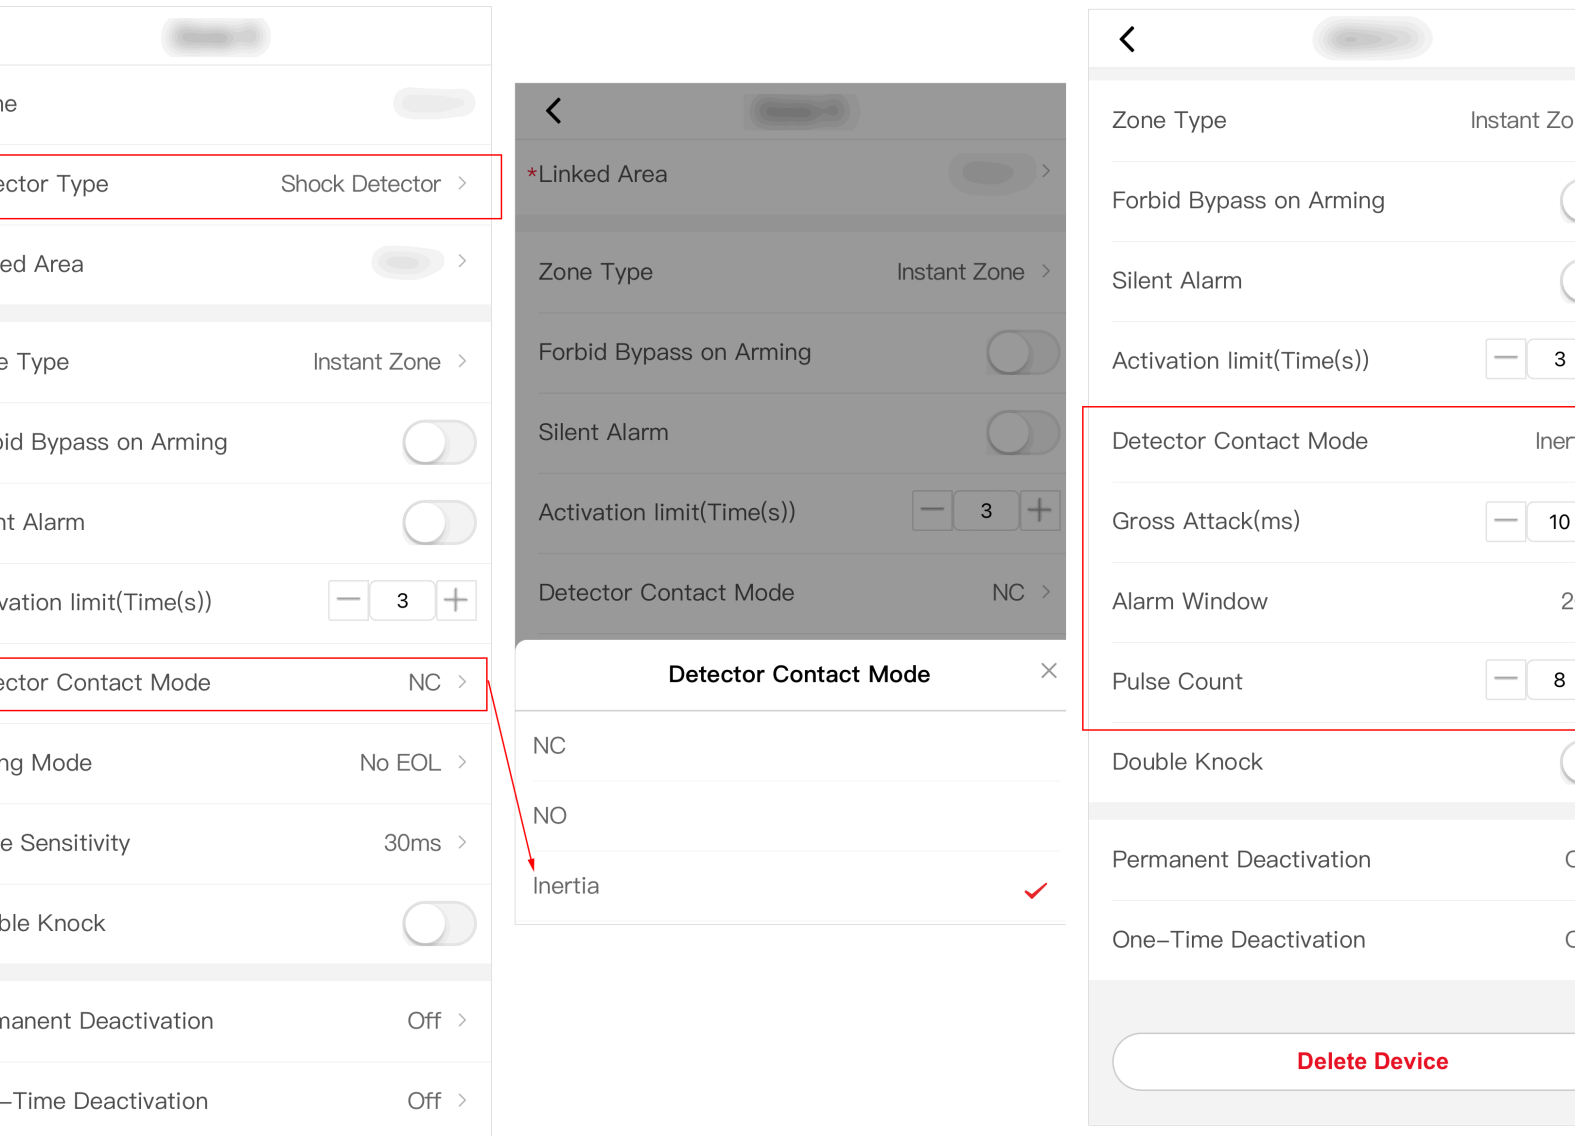 ne
ector Type Shock Detector
ed Area
e Type Instant Zone
oid Bypass on Arming
nt Alarm
vation limit(Time(s)) 3
ector Contact Mode NC
ng Mode No EOL
e Sensitivity 30ms
ble Knock
manent Deactivation Off
–Time Deactivation Off
*Linked Area
Zone Type Instant Zone
Forbid Bypass on Arming
Silent Alarm
Activation limit(Time(s)) 3
Detector Contact Mode NC
Detector Contact Mode
NC
NO
Inertia
Zone Type Instant Zo
Forbid Bypass on Arming
Silent Alarm
Activation limit(Time(s)) 3
Detector Contact Mode Iner
Gross Attack(ms) 10
Alarm Window 2
Pulse Count 8
Double Knock
Permanent Deactivation
One–Time Deactivation
Delete Device